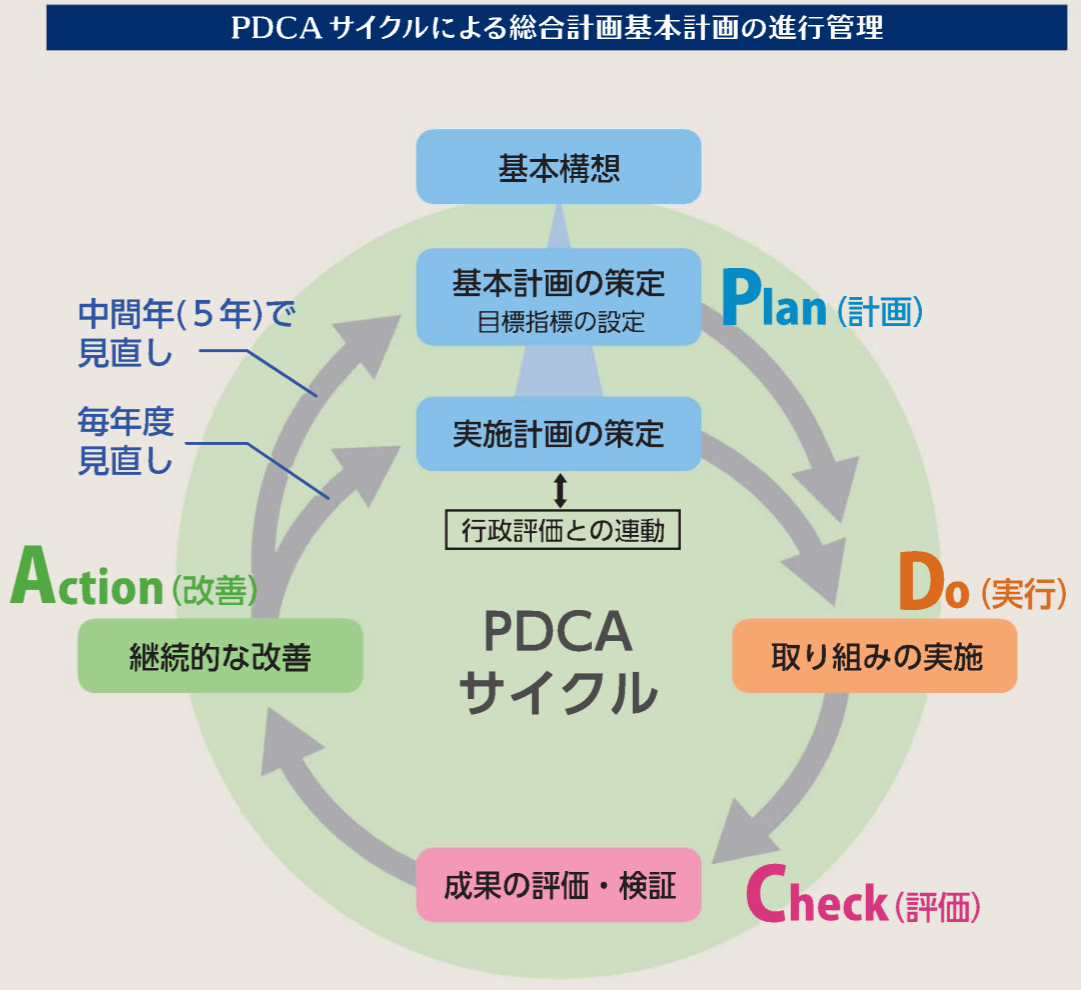 PDCAサイクルによる総合計画基本計画の進行管理
基本構想
基本計画の策定
目標指標の設定
Plan(計画)
中間年(5年)で
見直し
毎年度
見直し
実施計画の策定
行政評価との連動
Action(改善)
Do(実行)
継続的な改善
PDCA
サイクル
取り組みの実施
成果の評価・検証
Check(評価)